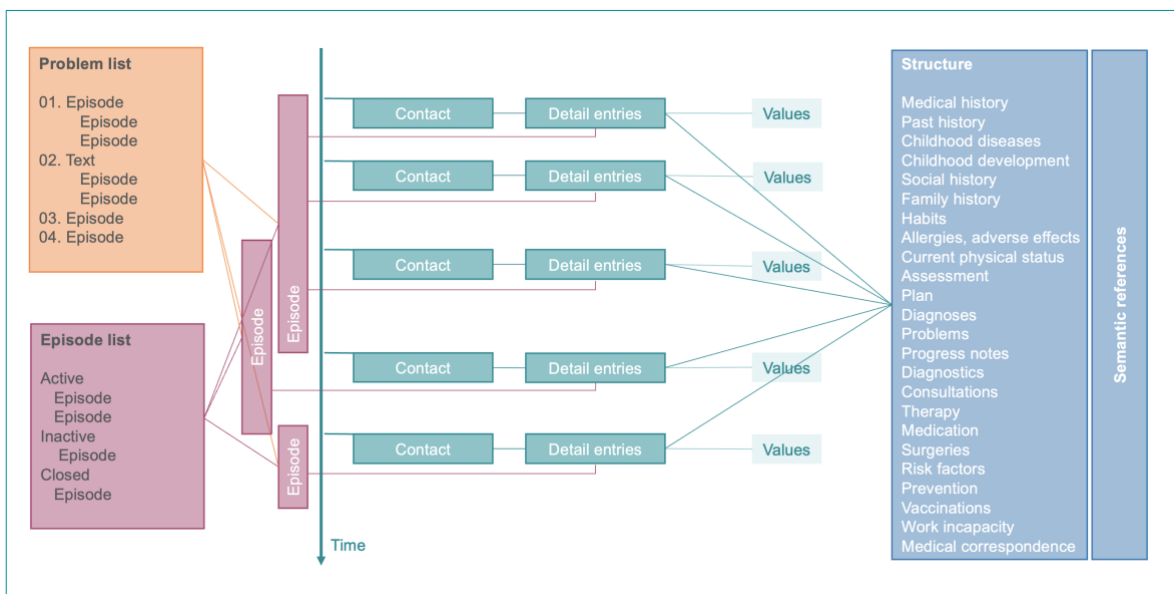 Problem list
01. Episode
Episode
Episode
02. Text
Episode
Episode
03. Episode
04. Episode
Episode list
Active
Episode
Episode
Inactive
Episode
Closed
Episode
Episode
Episode
Episode
Contact
Detail entries
Values
Contact
Detail entries
Values
Contact
Detail entries
Values
Contact
Detail entries
Values
Contact
Detail entries
Values
Time
Structure
Medical history
Past history
Childhood diseases
Childhood development
Social history
Family history
Habits
Allergies, adverse effects
Current physical status
Assessment
Plan
Diagnoses
Problems
Progress notes
Diagnostics
Consultations
Therapy
Medication
Surgeries
Risk factors
Prevention
Vaccinations
Work incapacity
Medical correspondence
Semantic references